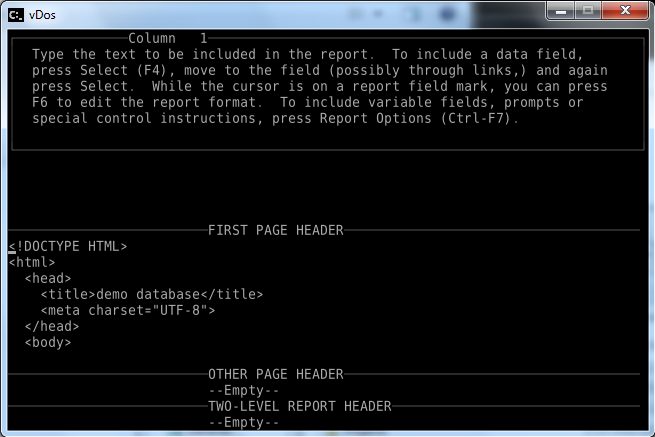 vDos
Column 1
Type the text to be included in the report. To include a data field,
press Select (F4), move to the field (possibly through links,) and again
press Select. While the cursor is on a report field mark, you can press
F6 to edit the report format. To include variable fields, prompts or
special control instructions, press Report Options (Ctrl-F7).
FIRST PAGE HEADER
<!DOCTYPE HTML>
<html>
<head>
<title>demo database</title>
<meta charset="UTF-8">
</head>
<body>
OTHER PAGE HEADER
--Empty--
TWO-LEVEL REPORT HEADER
--Empty--